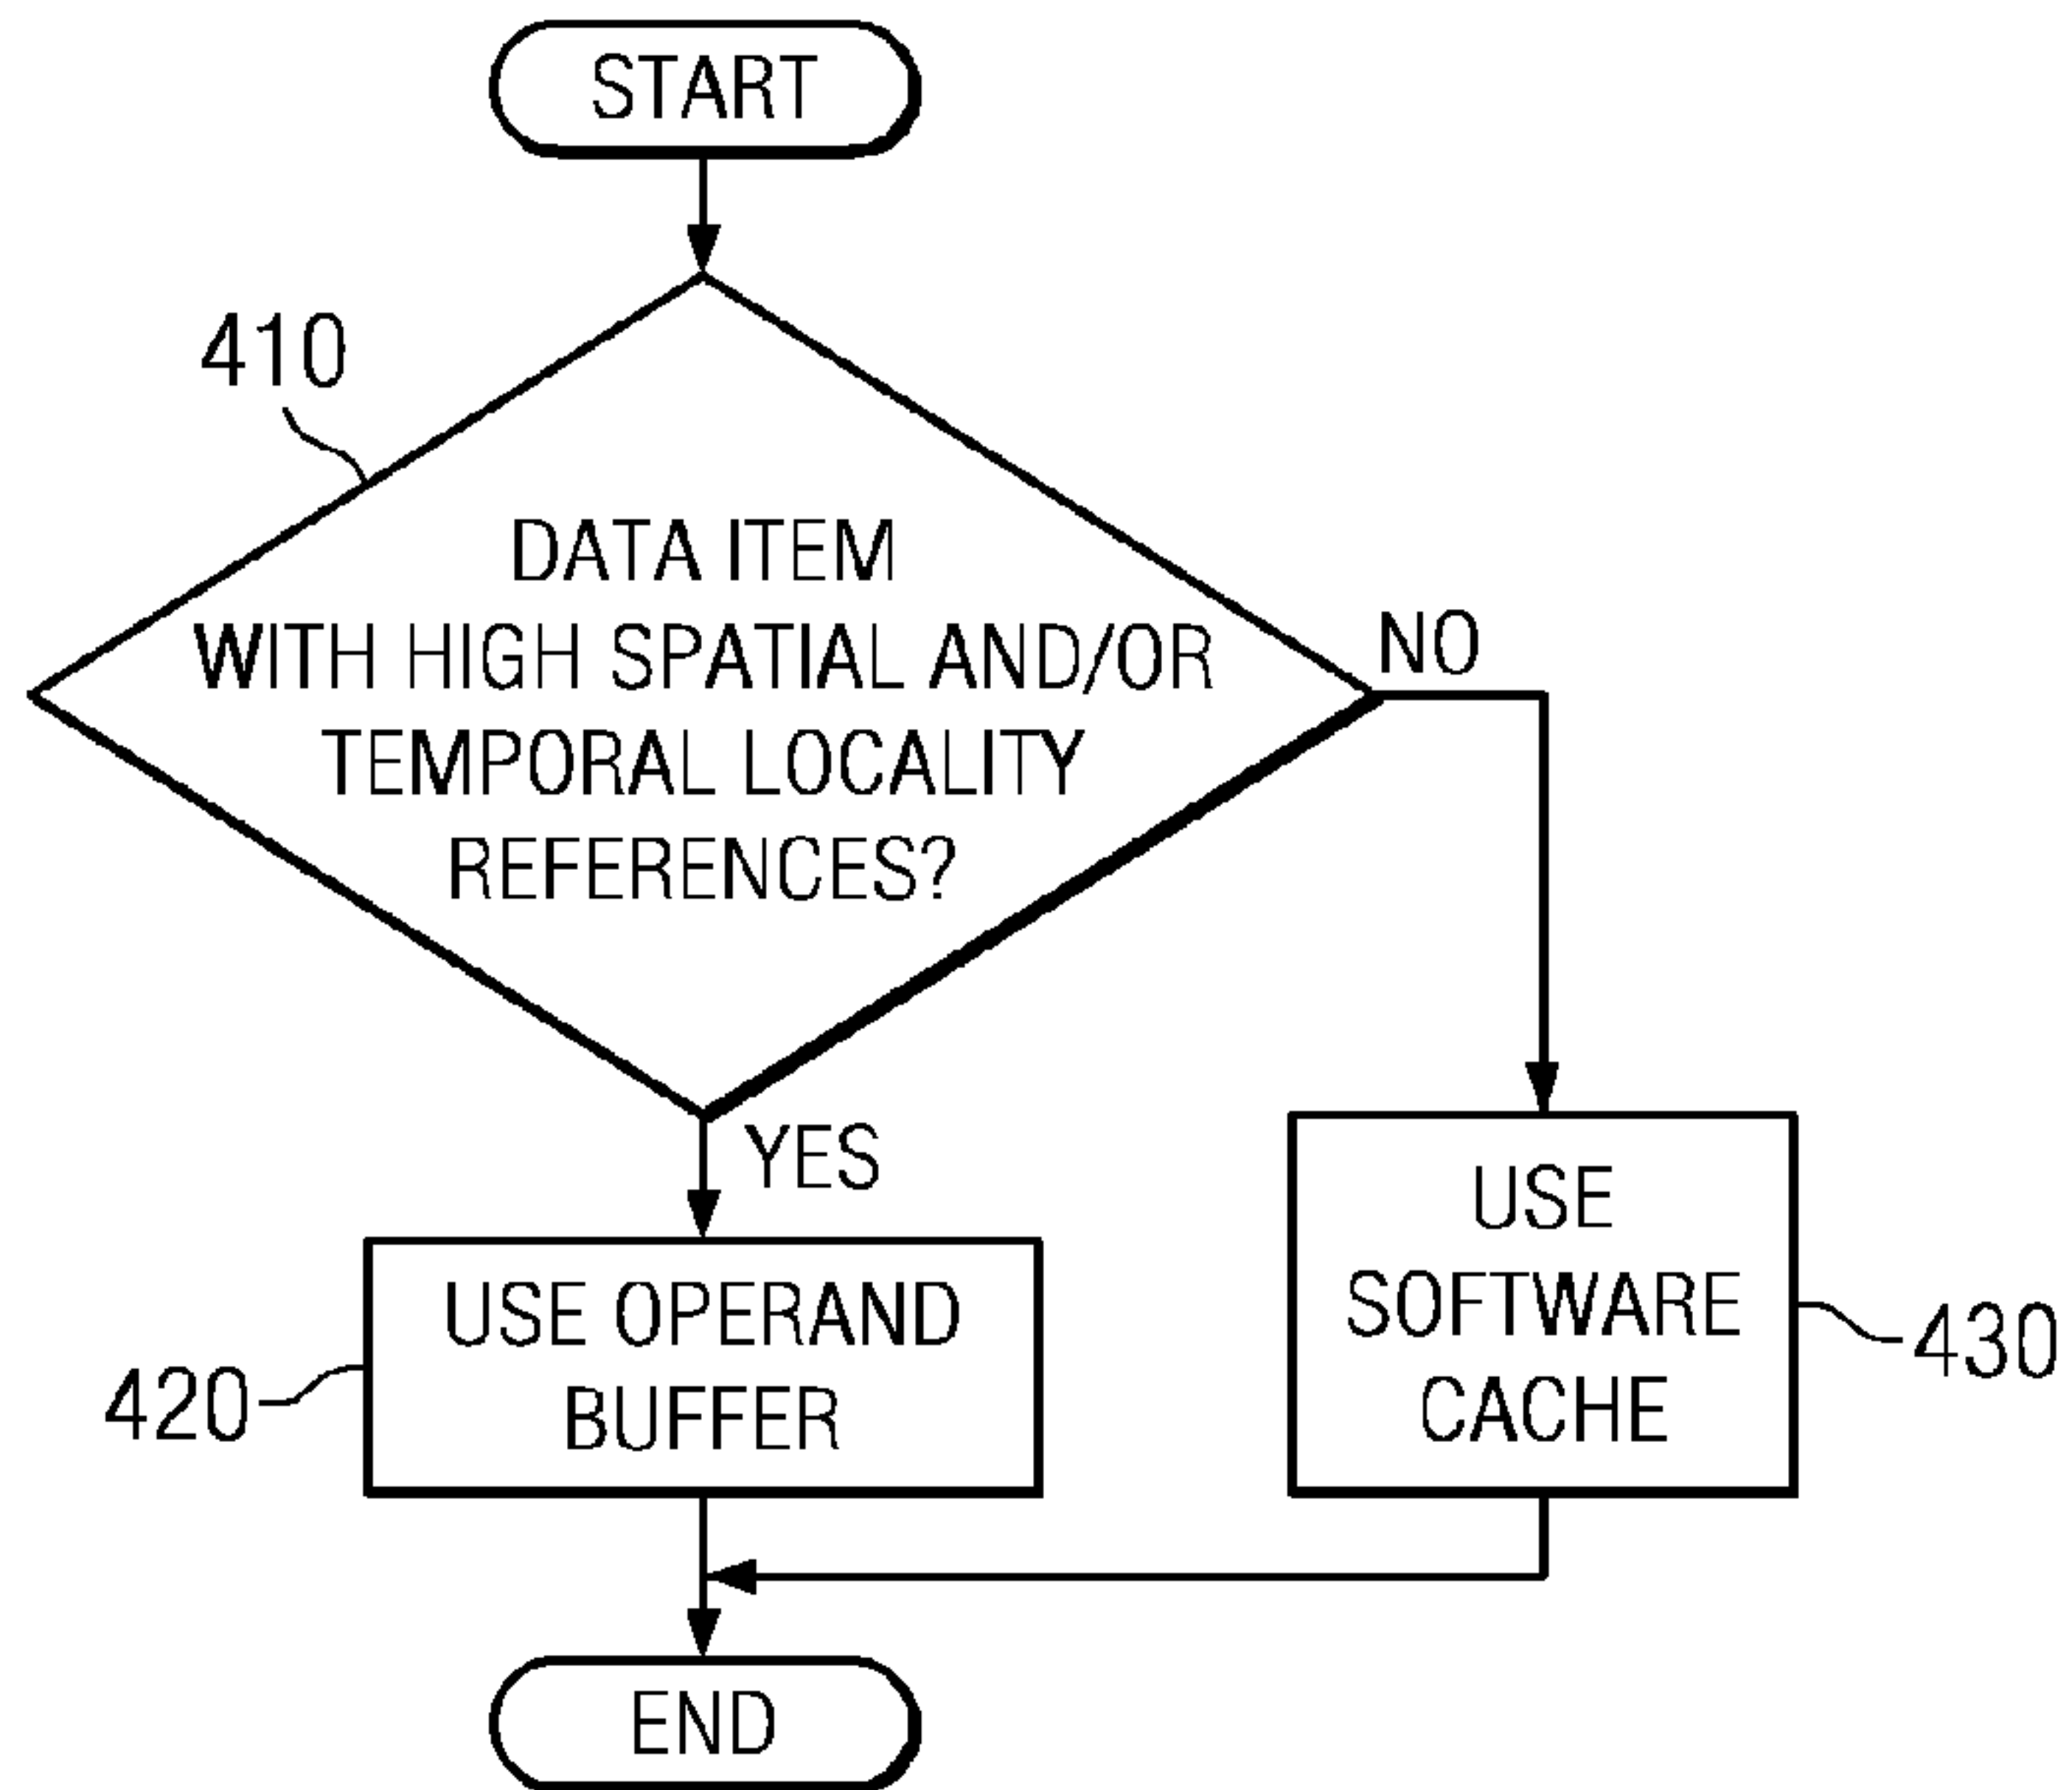 START
410
DATA ITEM
WITH HIGH SPATIAL AND/OR
TEMPORAL LOCALITY
REFERENCES?
NO
YES
USE OPERAND
BUFFER
420
USE
SOFTWARE
CACHE
430
END